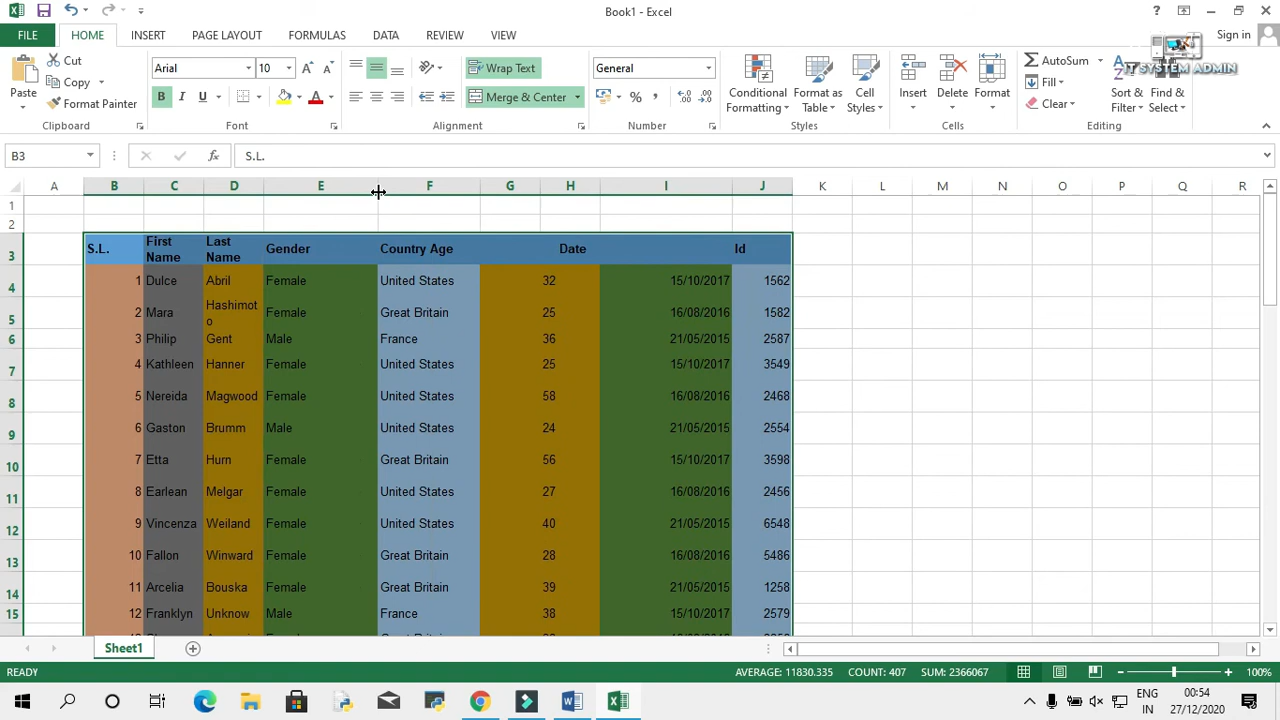 Book1 - Excel
Sign in
FILE HOME INSERT PAGE LAYOUT FORMULAS DATA REVIEW VIEW
IT SYSTEM ADMIN
Cut
Copy
Format Painter
Paste
Clipboard
Arial 10
B I U
Font
Wrap Text
Merge & Center
Alignment
General
Number
Conditional Formatting
Format as Table
Cell Styles
Styles
Insert Delete Format
Cells
AutoSum
Fill
Clear
Sort & Filter
Find & Select
Editing
B3 fx S.L.
A B C D E F G H I J K L M N O P Q R
1
2
3 S.L. First Name Last Name Gender Country Age Date Id
4 1 Dulce Abril Female United States 32 15/10/2017 1562
5 2 Mara Hashimoto Female Great Britain 25 16/08/2016 1582
6 3 Philip Gent Male France 36 21/05/2015 2587
7 4 Kathleen Hanner Female United States 25 15/10/2017 3549
8 5 Nereida Magwood Female United States 58 16/08/2016 2468
9 6 Gaston Brumm Male United States 24 21/05/2015 2554
10 7 Etta Hurn Female Great Britain 56 15/10/2017 3598
11 8 Earlean Melgar Female United States 27 16/08/2016 2456
12 9 Vincenza Weiland Female United States 40 21/05/2015 6548
13 10 Fallon Winward Female Great Britain 28 16/08/2016 5486
14 11 Arcelia Bouska Female Great Britain 39 21/05/2015 1258
15 12 Franklyn Unknow Male France 38 15/10/2017 2579
Sheet1
READY AVERAGE: 11830.335 COUNT: 407 SUM: 2366067 100%
ENG 00:54
IN 27/12/2020